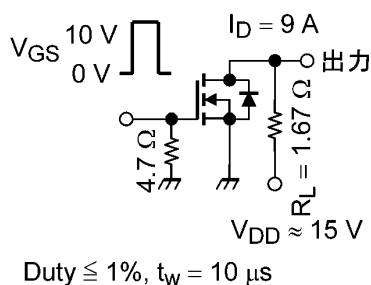 V_GS 10 V
0 V
I_D = 9 A
出力
4.7 Ω
R_L = 1.67 Ω
V_DD ≈ 15 V
Duty ≦ 1%, t_w = 10 μs